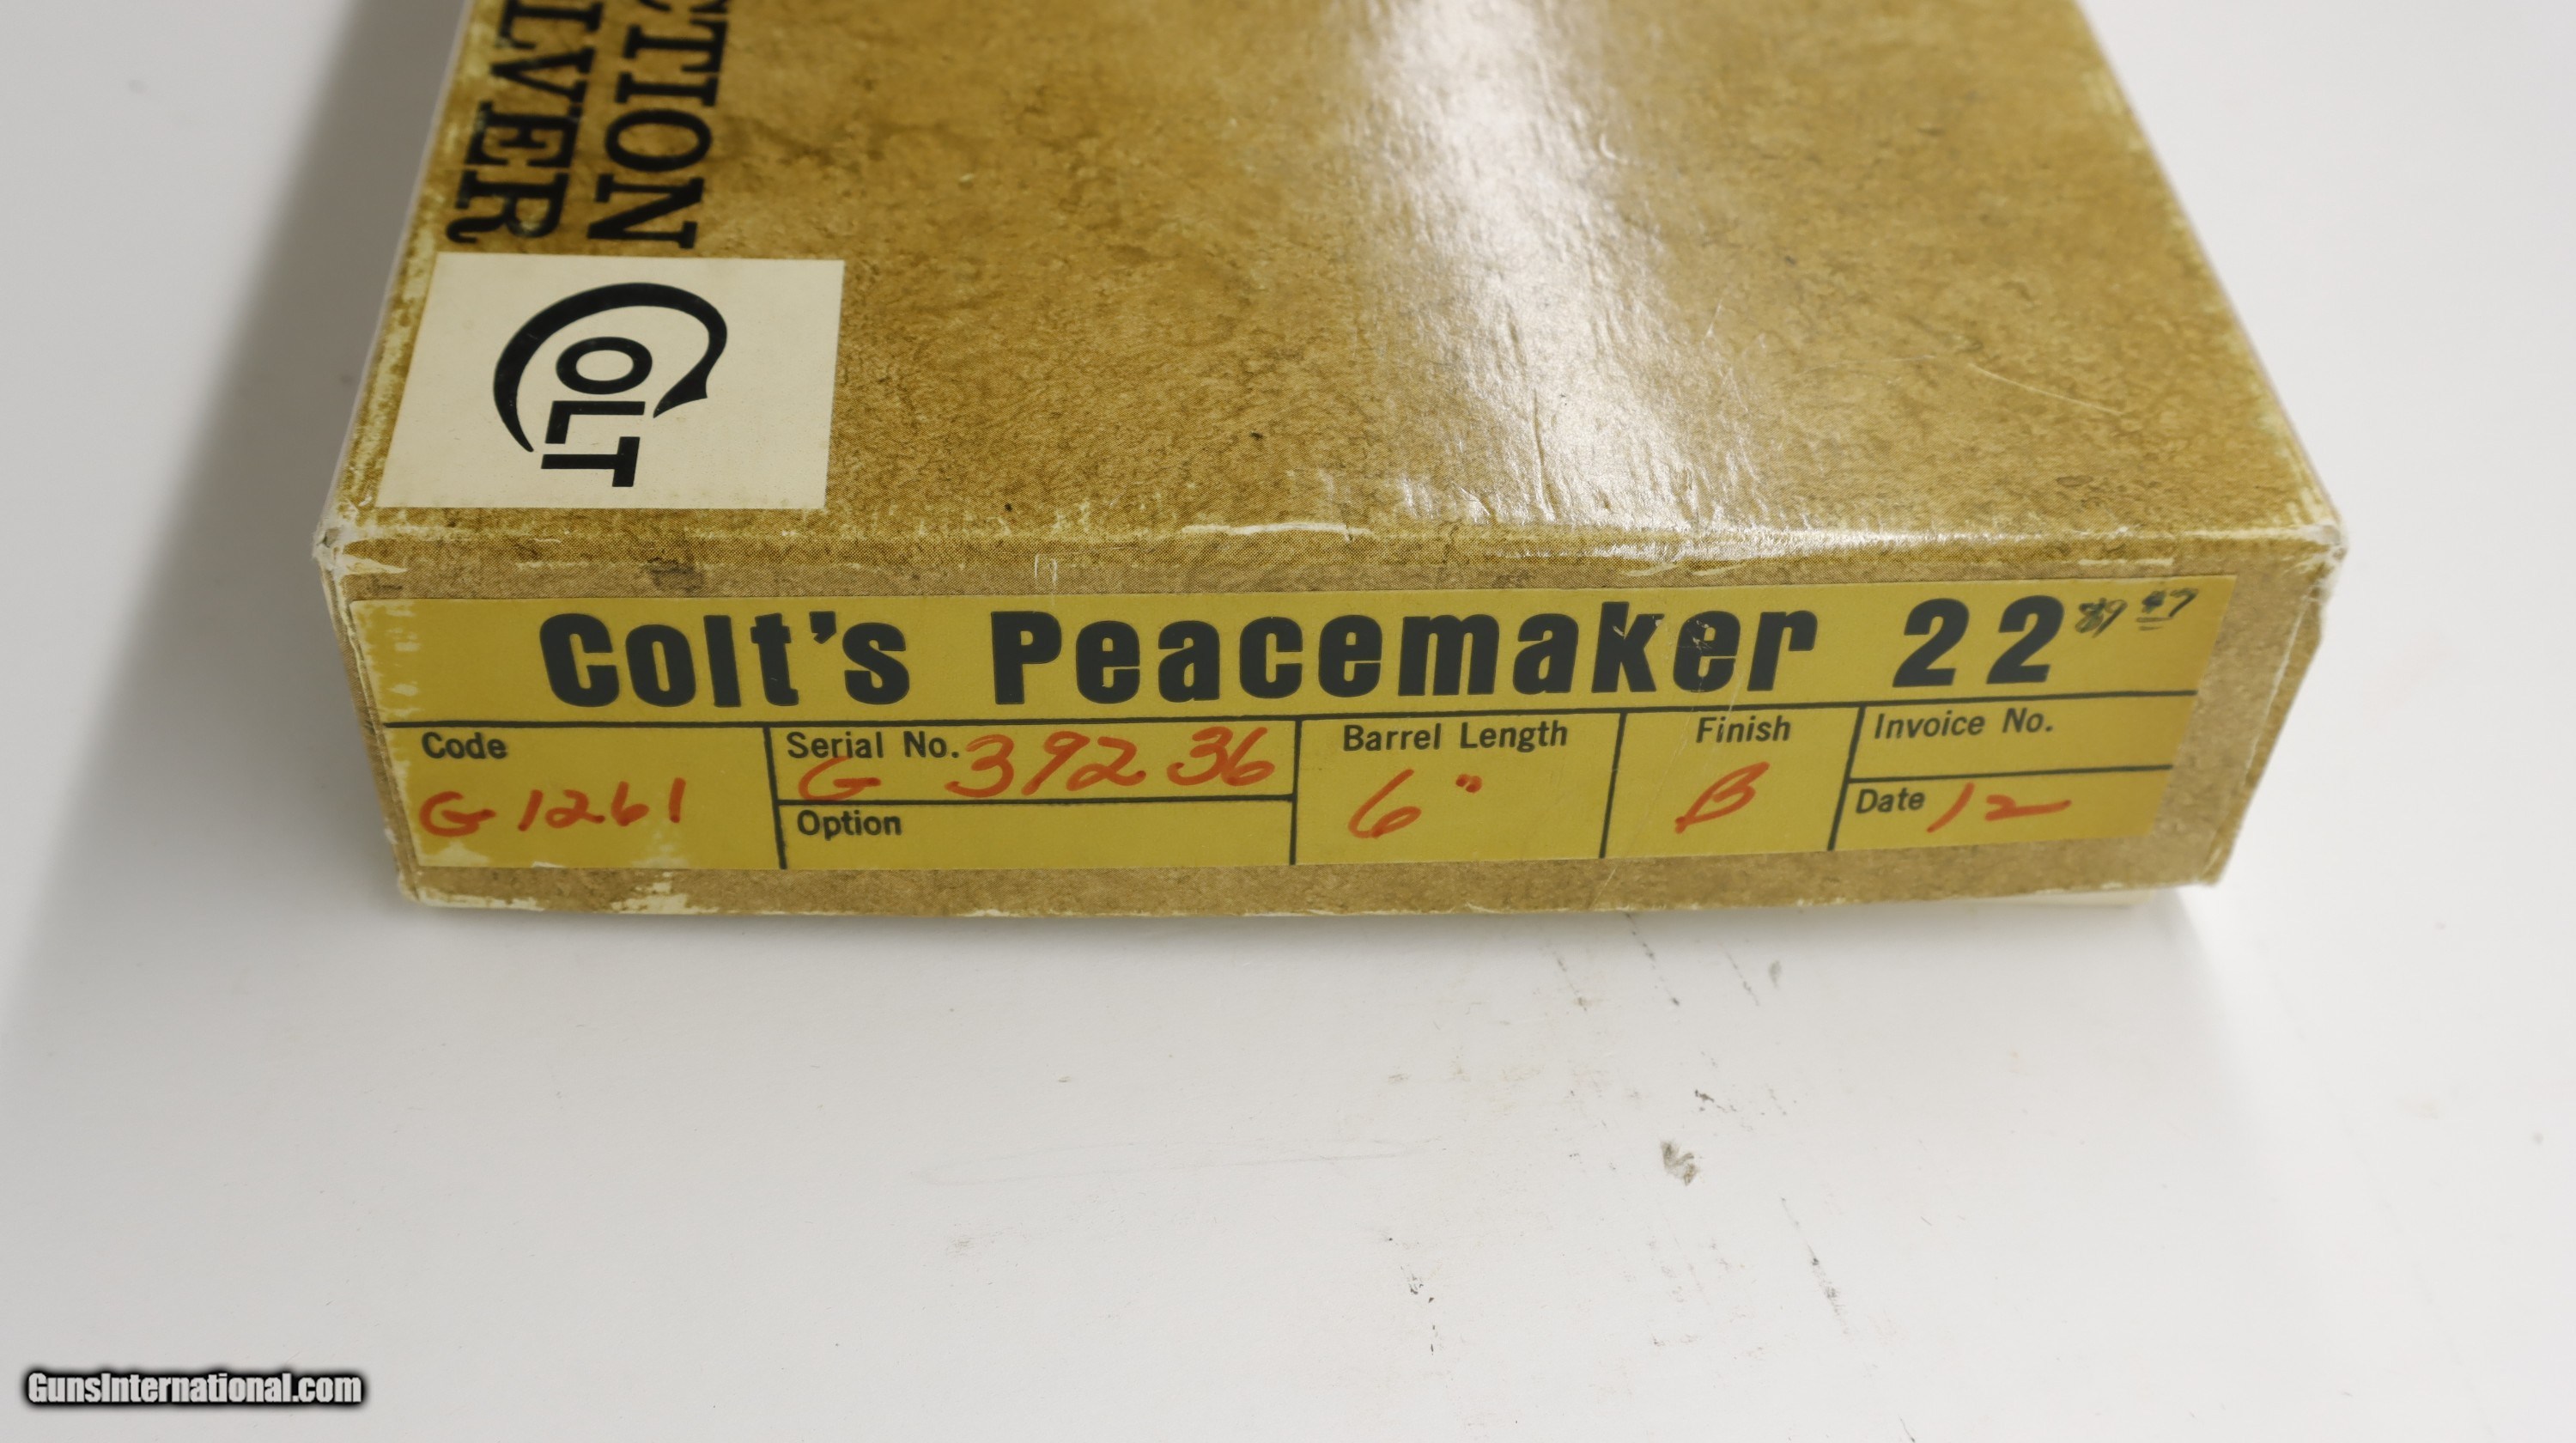 CTION
LVER
COLT
Colt's Peacemaker 22
Code G1261
Serial No. G 39236
Option
Barrel Length 6"
Finish B
Invoice No.
Date 12
GunsInternational.com